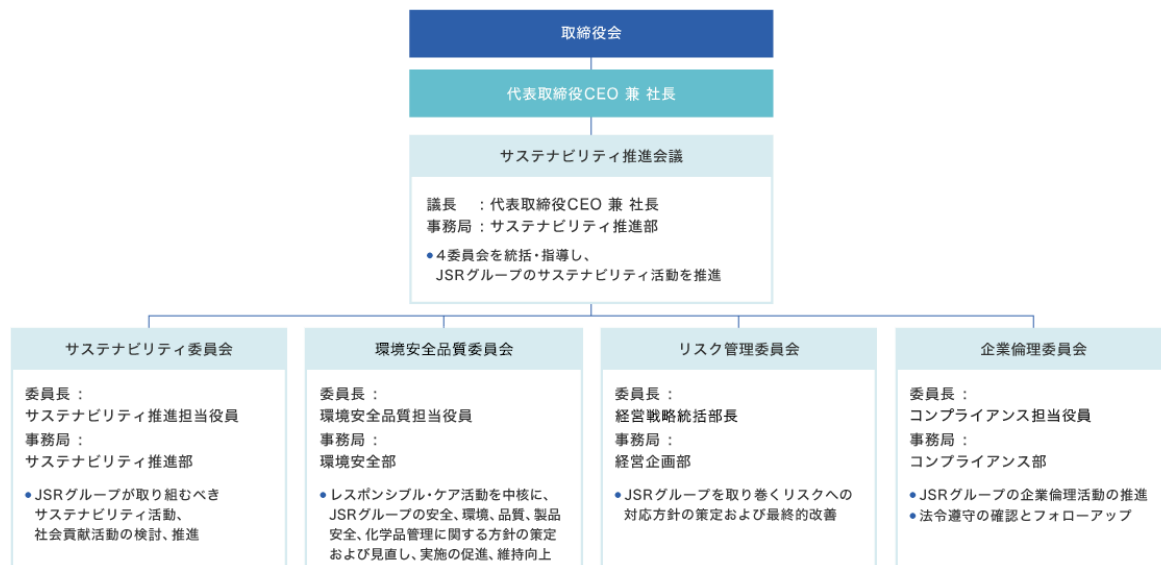 取締役会
代表取締役CEO 兼 社長
サステナビリティ推進会議
議長　：代表取締役CEO 兼 社長
事務局：サステナビリティ推進部
●4委員会を統括・指導し、
JSRグループのサステナビリティ活動を推進
サステナビリティ委員会
委員長：
サステナビリティ推進担当役員
事務局：
サステナビリティ推進部
●JSRグループが取り組むべき
サステナビリティ活動、
社会貢献活動の検討、推進
環境安全品質委員会
委員長：
環境安全品質担当役員
事務局：
環境安全部
●レスポンシブル・ケア活動を中核に、
JSRグループの安全、環境、品質、製品
安全、化学品管理に関する方針の策定
および見直し、実施の促進、維持向上
リスク管理委員会
委員長：
経営戦略統括部長
事務局：
経営企画部
●JSRグループを取り巻くリスクへの
対応方針の策定および最終的改善
企業倫理委員会
委員長：
コンプライアンス担当役員
事務局：
コンプライアンス部
●JSRグループの企業倫理活動の推進
●法令遵守の確認とフォローアップ